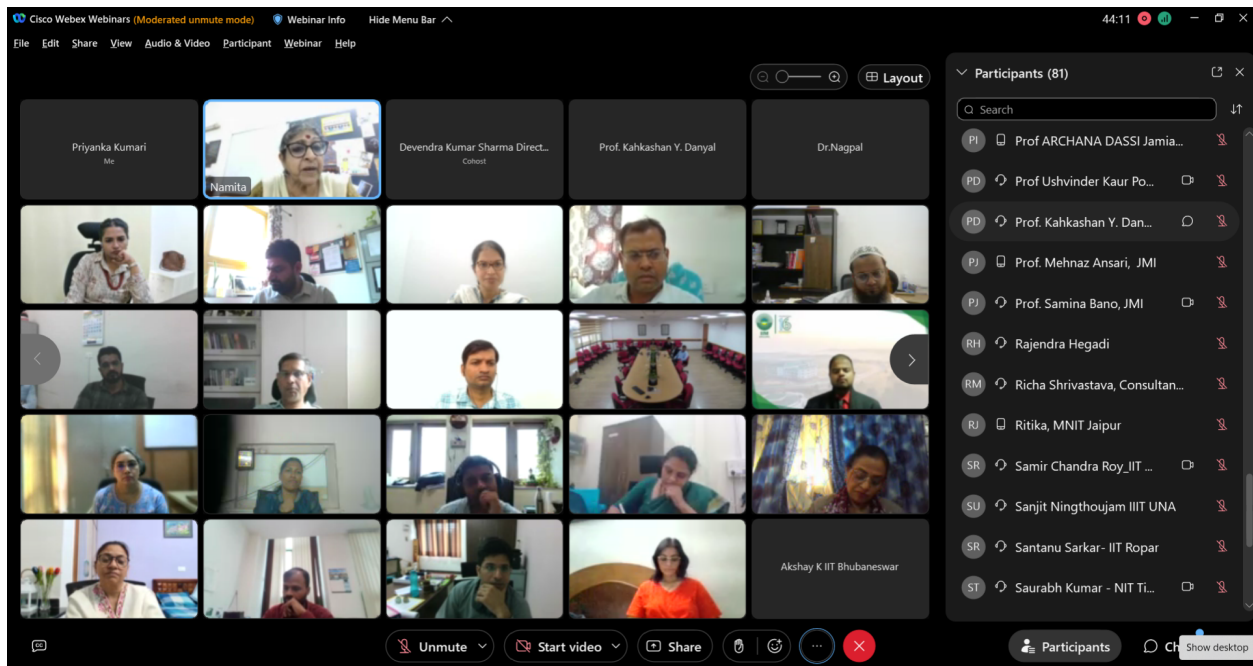 Cisco Webex Webinars (Moderated unmute mode) Webinar Info Hide Menu Bar 44:11
File Edit Share View Audio & Video Participant Webinar Help
Layout
Priyanka Kumari
Me
Namita
Devendra Kumar Sharma Direct...
Cohost
Prof. Kahkashan Y. Danyal
Dr.Nagpal
Akshay K IIT Bhubaneswar
Participants (81)
Search
PI Prof ARCHANA DASSI Jamia...
PD Prof Ushvinder Kaur Po...
PD Prof. Kahkashan Y. Dan...
PJ Prof. Mehnaz Ansari, JMI
PJ Prof. Samina Bano, JMI
RH Rajendra Hegadi
RM Richa Shrivastava, Consultan...
RJ Ritika, MNIT Jaipur
SR Samir Chandra Roy_IIT ...
SU Sanjit Ningthoujam IIIT UNA
SR Santanu Sarkar- IIT Ropar
ST Saurabh Kumar - NIT Ti...
CC Unmute Start video Share Participants Ch
Show desktop